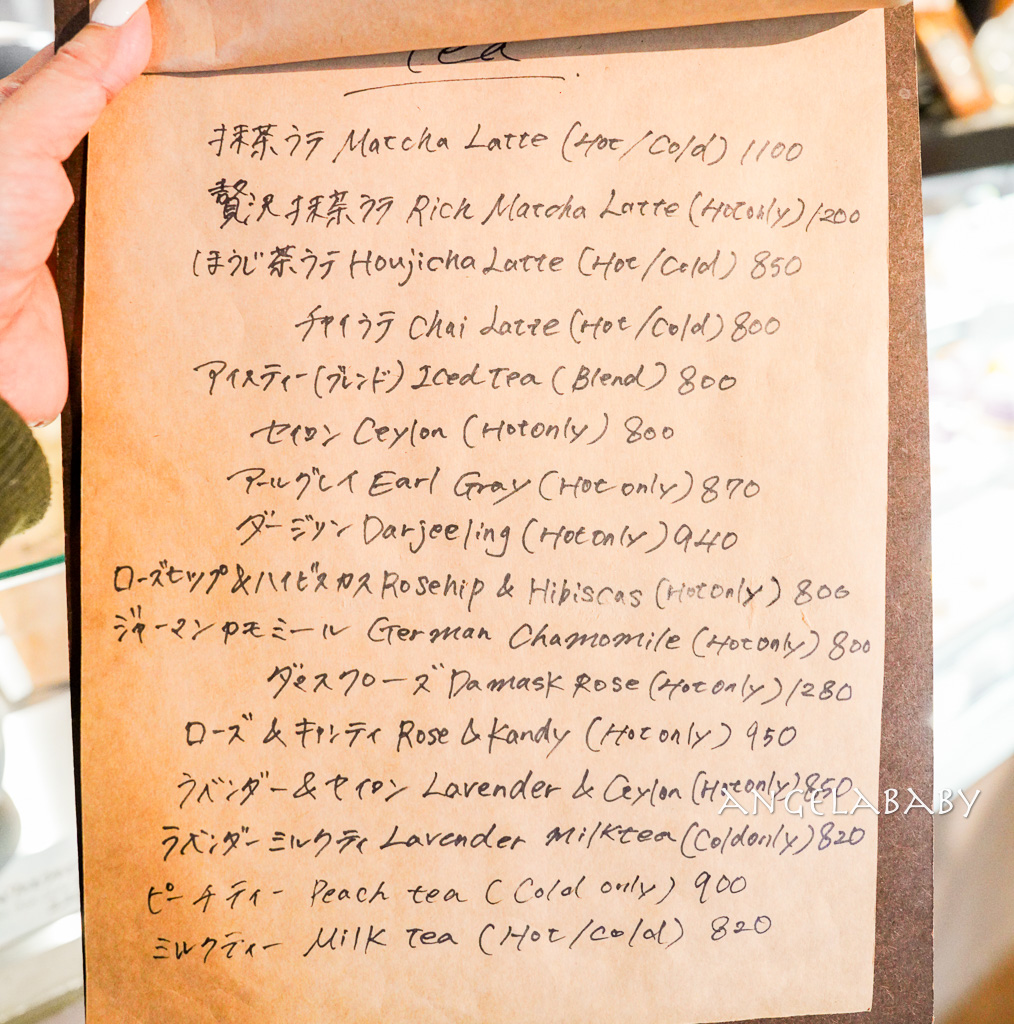 Tea
抹茶ラテ Matcha Latte (Hot/Cold) 1100
贅沢抹茶ラテ Rich Matcha Latte (Hot only) 1200
ほうじ茶ラテ Houjicha Latte (Hot/Cold) 850
チャイラテ Chai Latte (Hot/Cold) 800
アイスティー(ブレンド) Iced Tea (Blend) 800
セイロン Ceylon (Hot only) 800
アールグレイ Earl Gray (Hot only) 870
ダージリン Darjeeling (Hot only) 940
ローズヒップ&ハイビスカス Rosehip & Hibiscas (Hot only) 800
ジャーマンカモミール German Chamomile (Hot only) 800
ダマスクローズ Damask Rose (Hot only) 1280
ローズ&キャンディ Rose & Kandy (Hot only) 950
ラベンダー&セイロン Lavender & Ceylon (Hot only) 850
ANGELABABY
ラベンダーミルクティ Lavender Milktea (Cold only) 820
ピーチティー Peach tea (Cold only) 900
ミルクティー Milk tea (Hot/Cold) 820